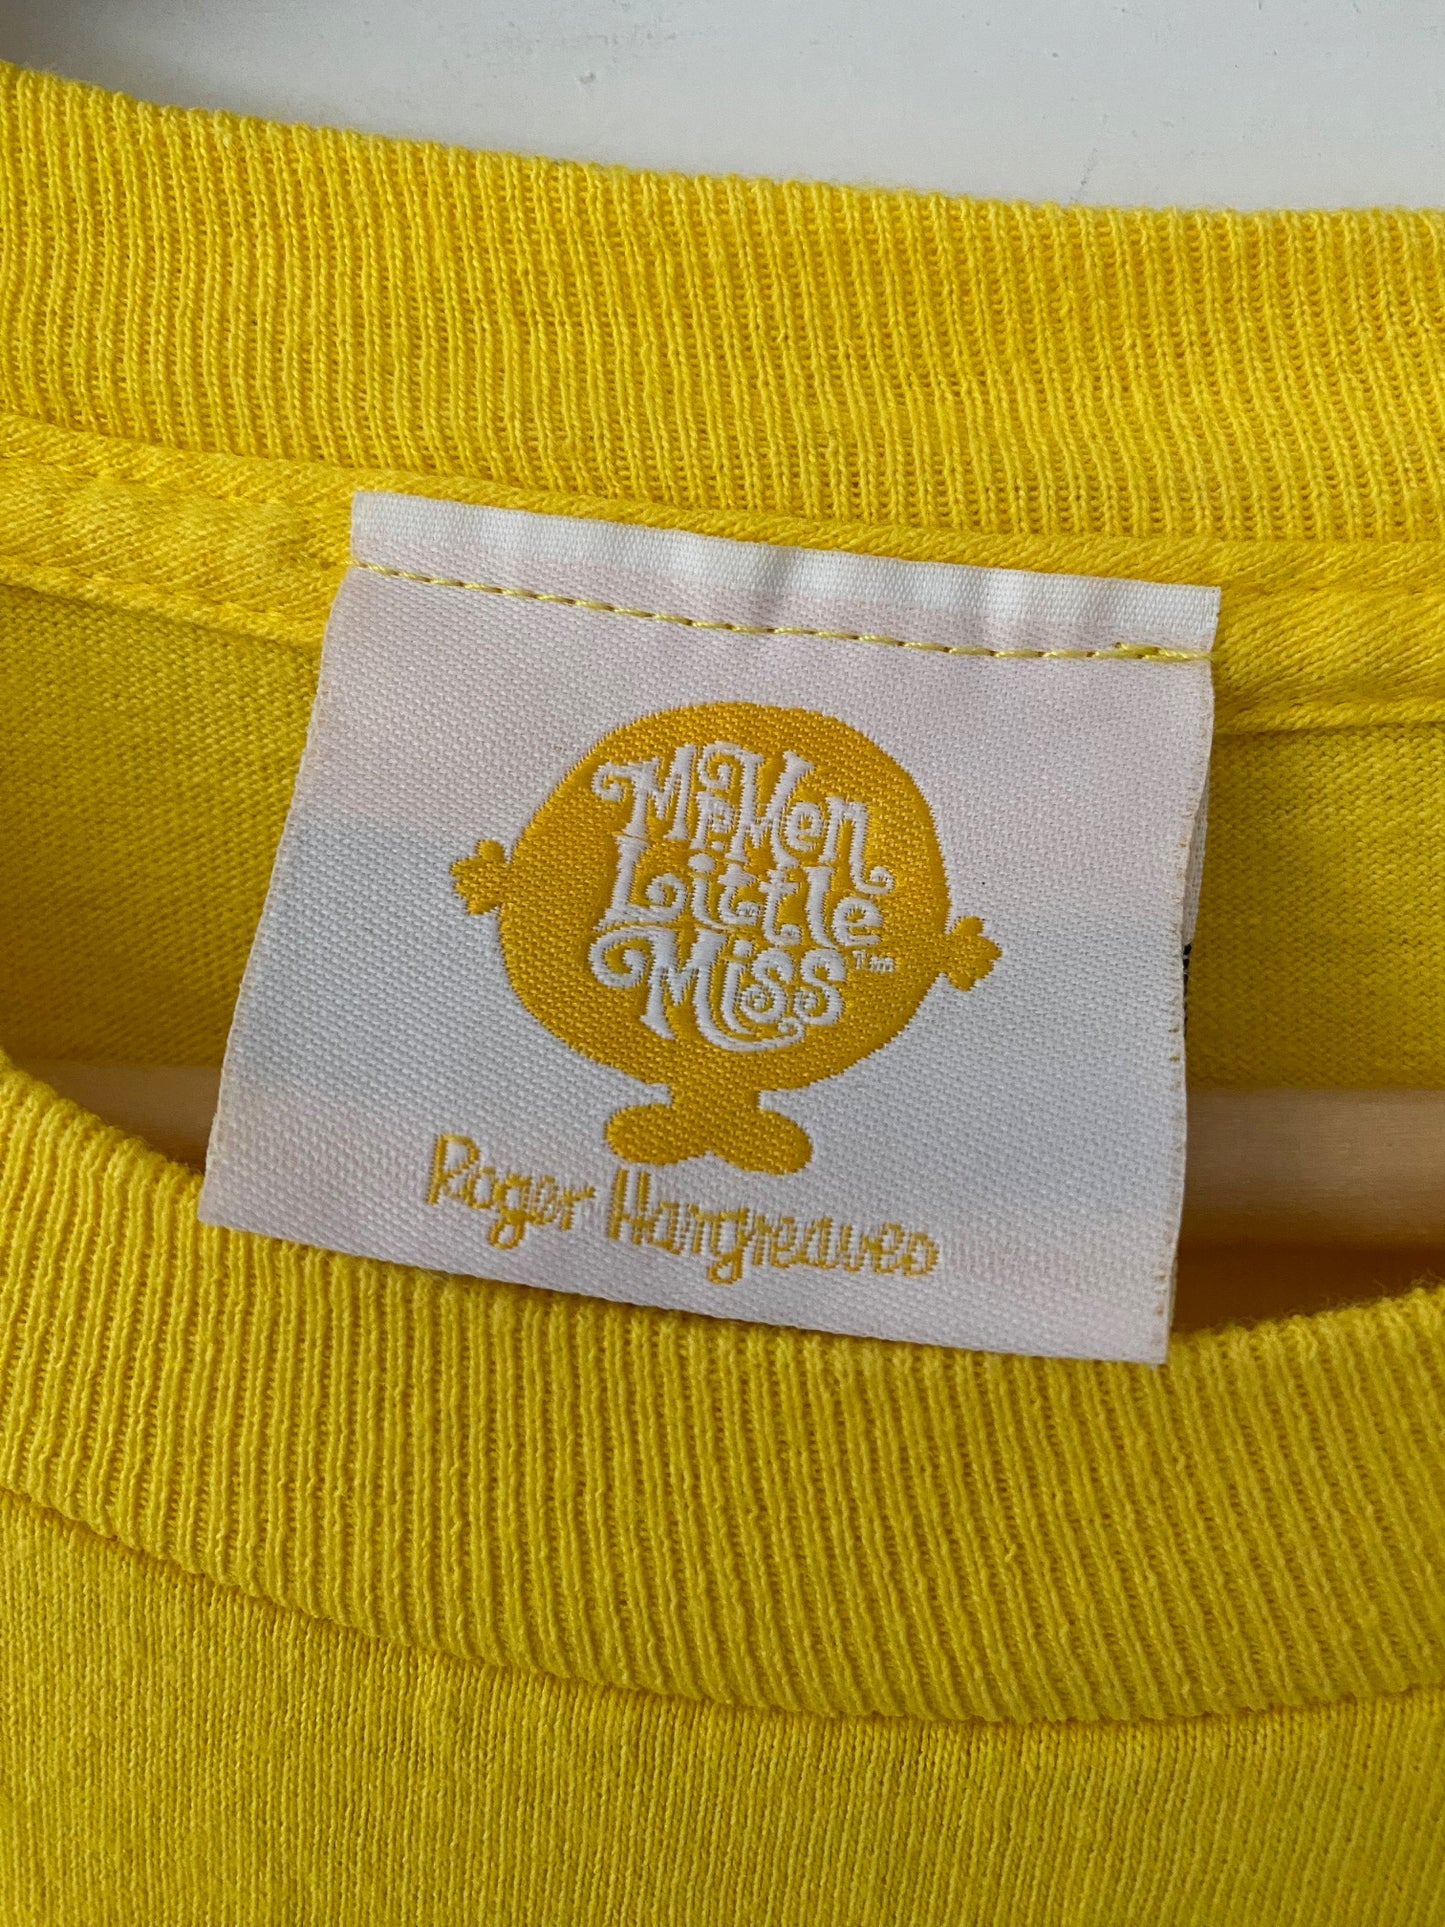 Mr.Men
Little
Miss™
Roger Hargreaves